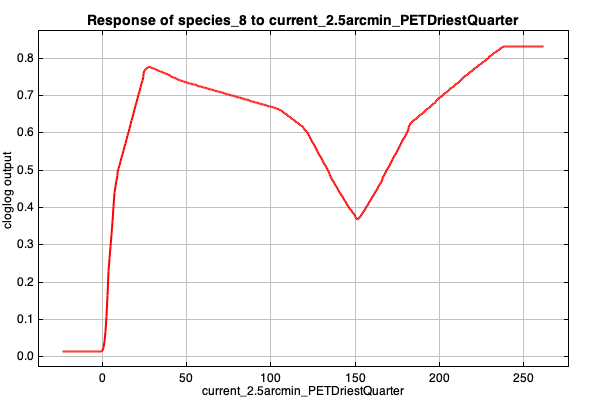 Response of species_8 to current_2.5arcmin_PETDriestQuarter
cloglog output
0.8
0.7
0.6
0.5
0.4
0.3
0.2
0.1
0.0
0 50 100 150 200 250
current_2.5arcmin_PETDriestQuarter